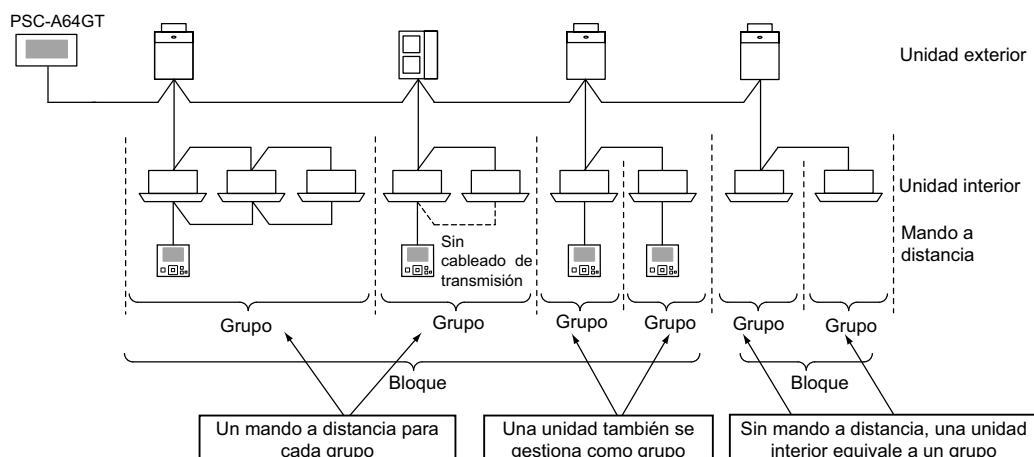 PSC-A64GT
Unidad exterior
Unidad interior
Mando a
distancia
Sin
cableado de
transmisión
Grupo
Grupo
Grupo
Grupo
Grupo
Grupo
Bloque
Bloque
Un mando a distancia para
cada grupo
Una unidad también se
gestiona como grupo
Sin mando a distancia, una unidad
interior equivale a un grupo